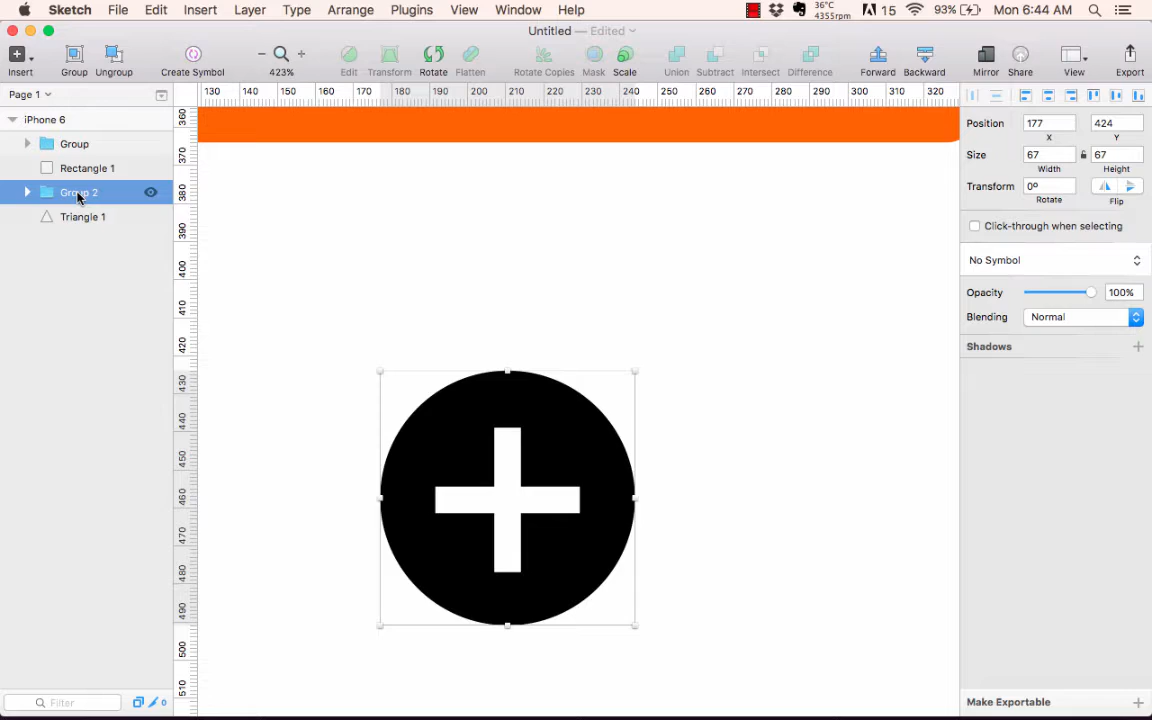 Sketch File Edit Insert Layer Type Arrange Plugins View Window Help 36°C 4355rpm 15 93% Mon 6:44 AM
Untitled — Edited
Insert Group Ungroup Create Symbol 423% Edit Transform Rotate Flatten Rotate Copies Mask Scale Union Subtract Intersect Difference Forward Backward Mirror Share View Export
Page 1 130 140 150 160 170 180 190 200 210 220 230 240 250 260 270 280 290 300 310 320
iPhone 6
Group
Rectangle 1
Group 2
Triangle 1
Filter 0
360
370
380
390
400
410
420
430
440
450
460
470
480
490
500
510
Position 177 424
X Y
Size 67 67
Width Height
Transform 0º
Rotate Flip
Click-through when selecting
No Symbol
Opacity 100%
Blending Normal
Shadows
Make Exportable